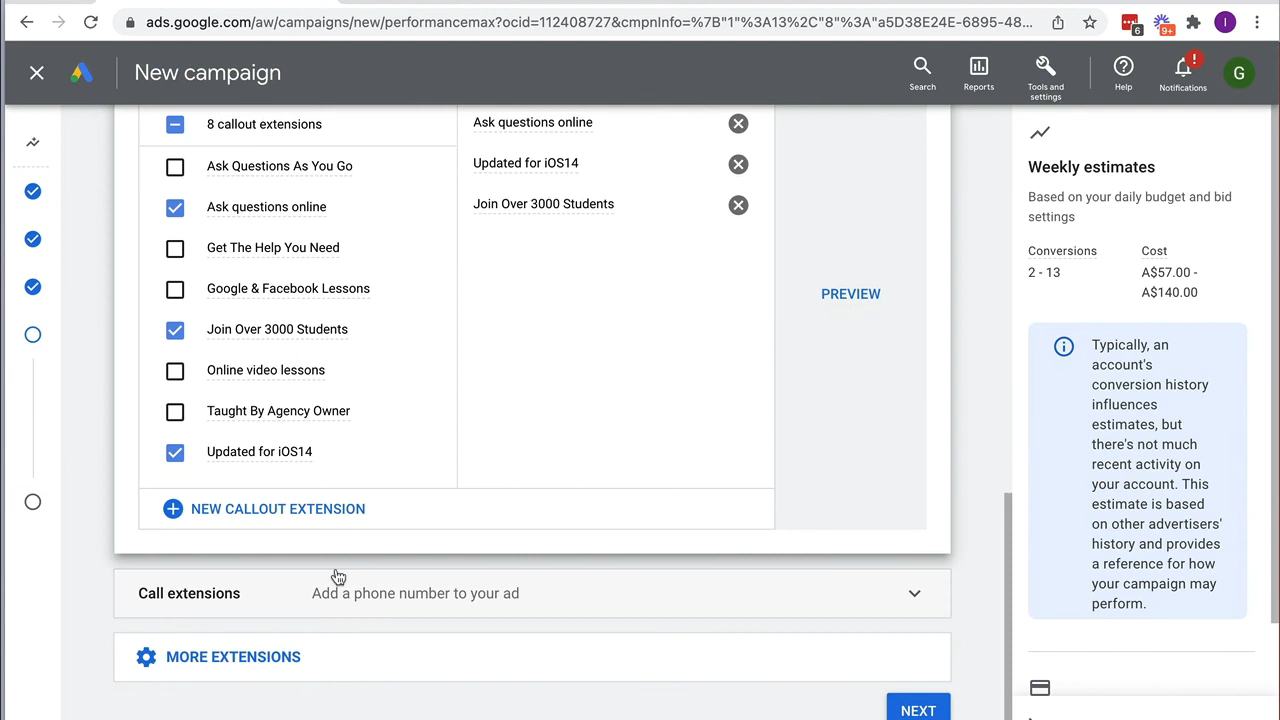 ads.google.com/aw/campaigns/new/performancemax?ocid=112408727&cmpnInfo=%7B"1"%3A13%2C"8"%3A"a5D38E24E-6895-48...
6
9+
I
New campaign
Search
Reports
Tools and settings
Help
!
Notifications
G
8 callout extensions
Ask Questions As You Go
Ask questions online
Get The Help You Need
Google & Facebook Lessons
Join Over 3000 Students
Online video lessons
Taught By Agency Owner
Updated for iOS14
NEW CALLOUT EXTENSION
Ask questions online
Updated for iOS14
Join Over 3000 Students
PREVIEW
Call extensions Add a phone number to your ad
MORE EXTENSIONS
NEXT
Weekly estimates
Based on your daily budget and bid
settings
Conversions Cost
2 - 13 A$57.00 -
A$140.00
Typically, an
account's
conversion history
influences
estimates, but
there's not much
recent activity on
your account. This
estimate is based
on other advertisers'
history and provides
a reference for how
your campaign may
perform.